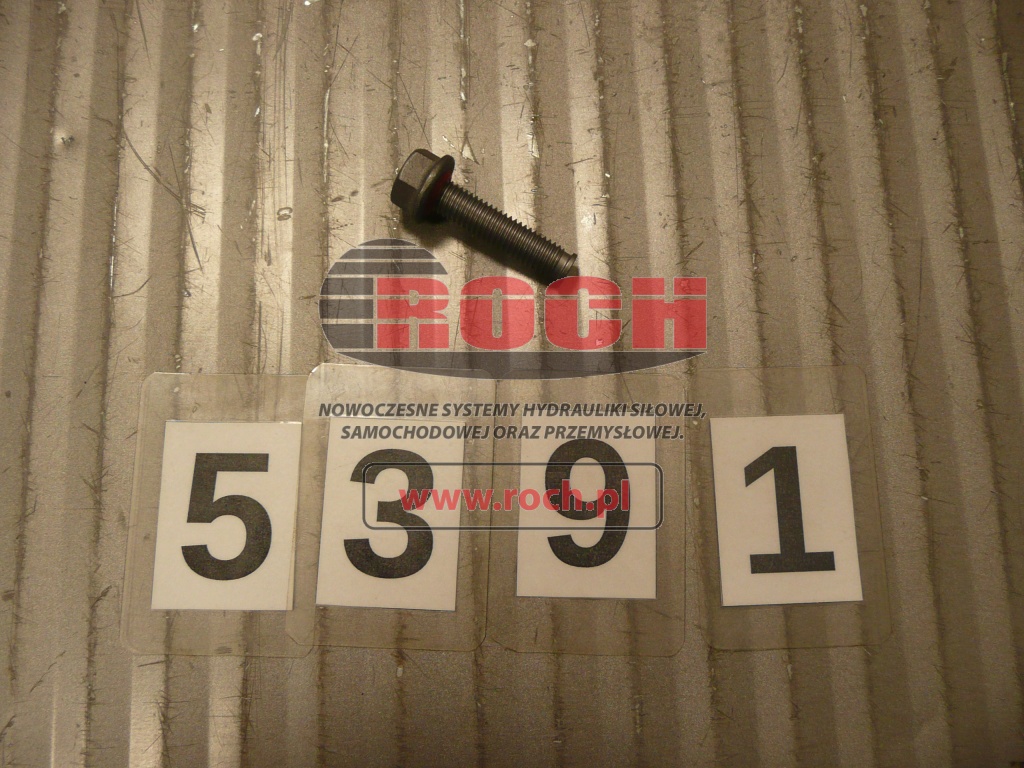 ROCH
NOWOCZESNE SYSTEMY HYDRAULIKI SIŁOWEJ,
SAMOCHODOWEJ ORAZ PRZEMYSŁOWEJ.
www.roch.pl
5391